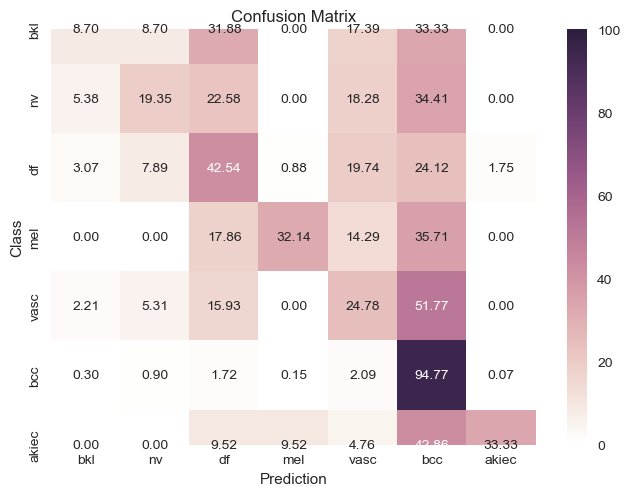 Confusion Matrix
bkl 8.70 8.70 31.88 0.00 17.39 33.33 0.00
nv 5.38 19.35 22.58 0.00 18.28 34.41 0.00
df 3.07 7.89 42.54 0.88 19.74 24.12 1.75
mel 0.00 0.00 17.86 32.14 14.29 35.71 0.00
vasc 2.21 5.31 15.93 0.00 24.78 51.77 0.00
bcc 0.30 0.90 1.72 0.15 2.09 94.77 0.07
akiec 0.00 0.00 9.52 9.52 4.76 42.86 33.33
bkl nv df mel vasc bcc akiec
Prediction
Class
100
80
60
40
20
0